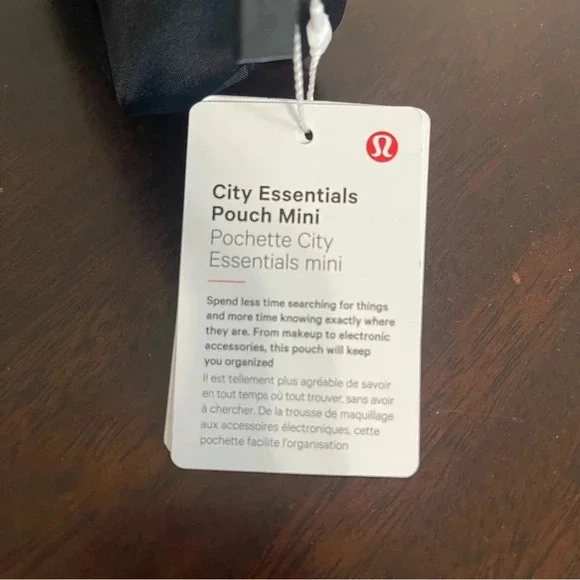 City Essentials
Pouch Mini
Pochette City
Essentials mini
Spend less time searching for things
and more time knowing exactly where
they are. From makeup to electronic
accessories, this pouch will keep
you organized
Il est tellement plus agréable de savoir
en tout temps où tout trouver, sans avoir
à chercher. De la trousse de maquillage
aux accessoires électroniques, cette
pochette facilite l'organisation